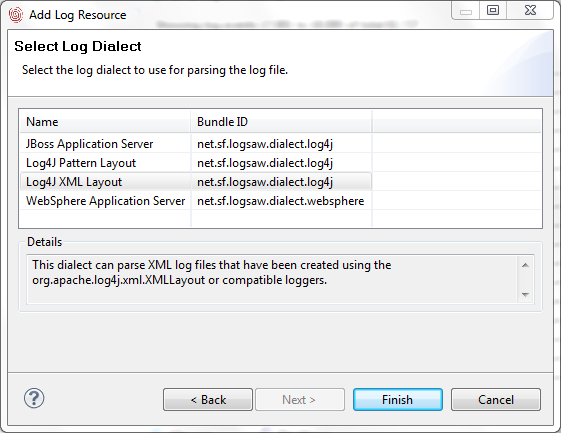 Add Log Resource
Select Log Dialect
Select the log dialect to use for parsing the log file.
Name Bundle ID
JBoss Application Server net.sf.logsaw.dialect.log4j
Log4J Pattern Layout net.sf.logsaw.dialect.log4j
Log4J XML Layout net.sf.logsaw.dialect.log4j
WebSphere Application Server net.sf.logsaw.dialect.websphere
Details
This dialect can parse XML log files that have been created using the
org.apache.log4j.xml.XMLLayout or compatible loggers.
? < Back Next > Finish Cancel